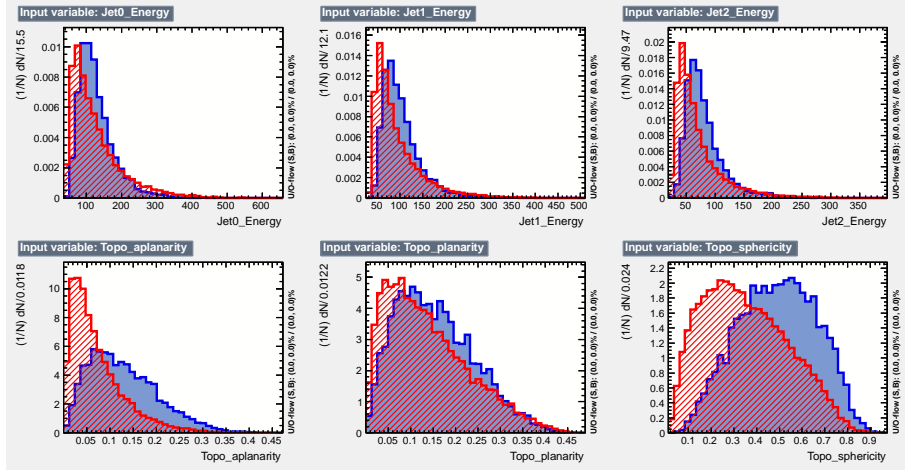 Input variable: Jet0_Energy
(1/N) dN/15.5
0.01
0.008
0.006
0.004
0.002
0
100 200 300 400 500 600
Jet0_Energy
U/O-flow (S,B): (0.0, 0.0)% / (0.0, 0.0)%
Input variable: Jet1_Energy
(1/N) dN/12.1
0.016
0.014
0.012
0.01
0.008
0.006
0.004
0.002
0
50 100 150 200 250 300 350 400 450 500
Jet1_Energy
U/O-flow (S,B): (0.0, 0.0)% / (0.0, 0.0)%
Input variable: Jet2_Energy
(1/N) dN/9.47
0.02
0.018
0.016
0.014
0.012
0.01
0.008
0.006
0.004
0.002
0
50 100 150 200 250 300 350
Jet2_Energy
U/O-flow (S,B): (0.0, 0.0)% / (0.0, 0.0)%
Input variable: Topo_aplanarity
(1/N) dN/0.0118
10
8
6
4
2
0
0.05 0.1 0.15 0.2 0.25 0.3 0.35 0.4 0.45
Topo_aplanarity
U/O-flow (S,B): (0.0, 0.0)% / (0.0, 0.0)%
Input variable: Topo_planarity
(1/N) dN/0.0122
5
4
3
2
1
0
0.05 0.1 0.15 0.2 0.25 0.3 0.35 0.4 0.45
Topo_planarity
U/O-flow (S,B): (0.0, 0.0)% / (0.0, 0.0)%
Input variable: Topo_sphericity
(1/N) dN/0.024
2.2
2
1.8
1.6
1.4
1.2
1
0.8
0.6
0.4
0.2
0
0.1 0.2 0.3 0.4 0.5 0.6 0.7 0.8 0.9
Topo_sphericity
U/O-flow (S,B): (0.0, 0.0)% / (0.0, 0.0)%